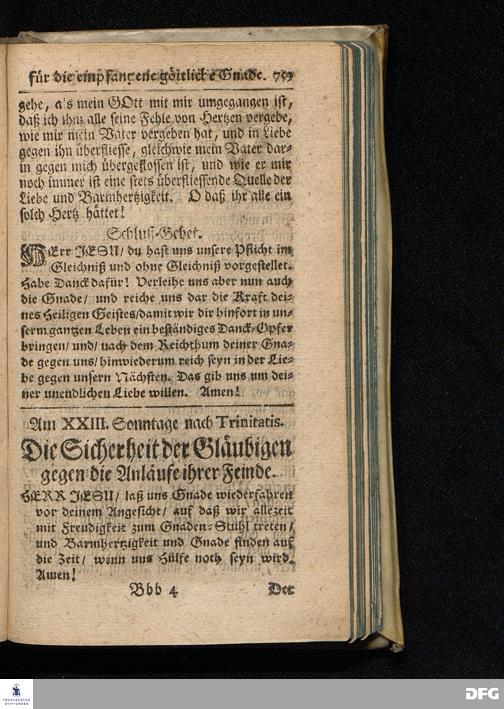 für die empfangene göttliche Gnade. 759
gehe, als mein GOtt mit mir umgegangen ist,
daß ich ihm alle seine Fehle von Hertzen vergebe,
wie mir mein Vater vergeben hat, und in Liebe
gegen ihn überfliesse, gleichwie mein Vater dar-
in gegen mich übergeflossen ist, und wie er mir
noch immer ist eine stets überfliessende Quelle der
Liebe und Barmhertzigkeit. O daß ihr alle ein
solch Hertz hättet!
Schluß-Gebet.
HErr JESU/ du hast uns unsere Pflicht im
Gleichniß und ohne Gleichniß vorgestellet.
Habe Danck dafür! Verleihe uns aber nun auch
die Gnade/ und reiche uns dar die Kraft dei-
nes Heiligen Geistes/ damit wir dir hinfort in un-
serm gantzen Leben ein beständiges Danck-Opfer
bringen/ und/ nach dem Reichthum deiner Gna-
de gegen uns/ hinwiederum reich seyn in der Lie-
be gegen unsern Nächsten. Das gib uns um dei-
ner unendlichen Liebe willen. Amen!
Am XXIII. Sonntage nach Trinitatis.
Die Sicherheit der Gläubigen
gegen die Anläufe ihrer Feinde.
HERR JESU/ laß uns Gnade wiederfahren
vor deinem Angesicht/ auf daß wir allezeit
mit Freudigkeit zum Gnaden-Stuhl treten/
und Barmhertzigkeit und Gnade finden auf
die Zeit/ wenn uns Hülfe noth seyn wird.
Amen!
Bbb 4 Der
FRANCKESCHE
STIFTUNGEN
DFG